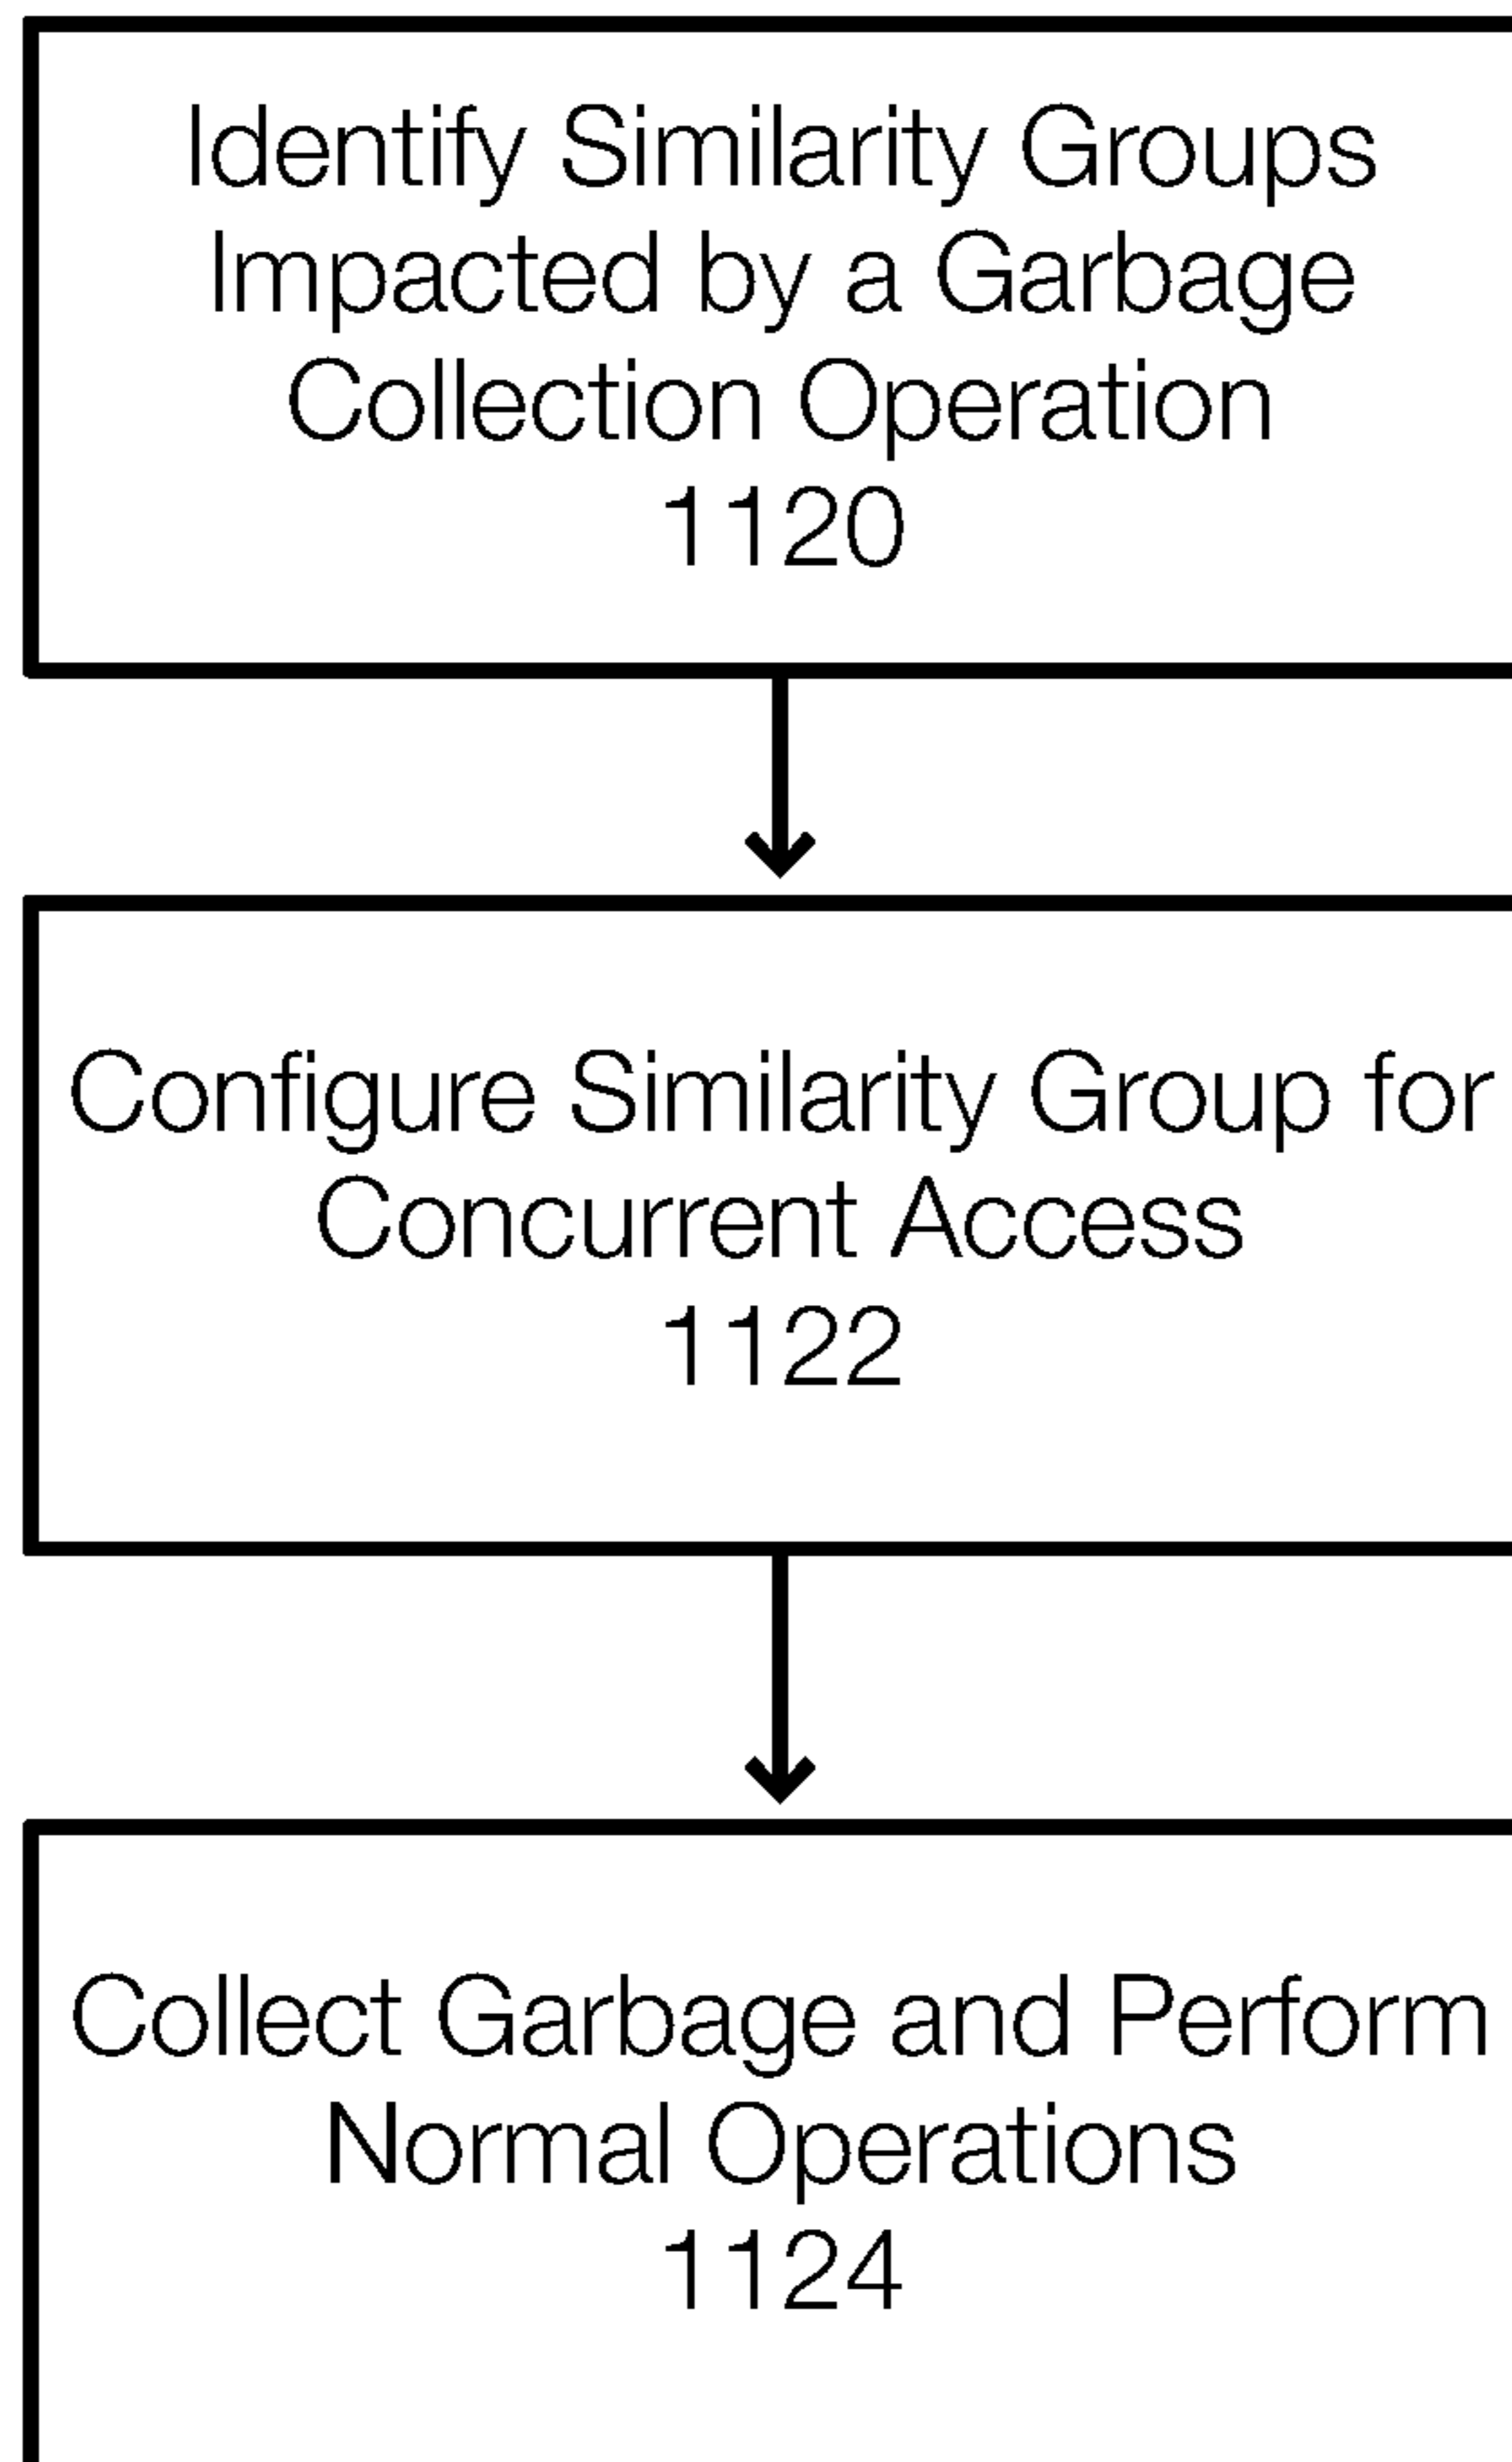 Identify Similarity Groups
Impacted by a Garbage
Collection Operation
1120
Configure Similarity Group for
Concurrent Access
1122
Collect Garbage and Perform
Normal Operations
1124